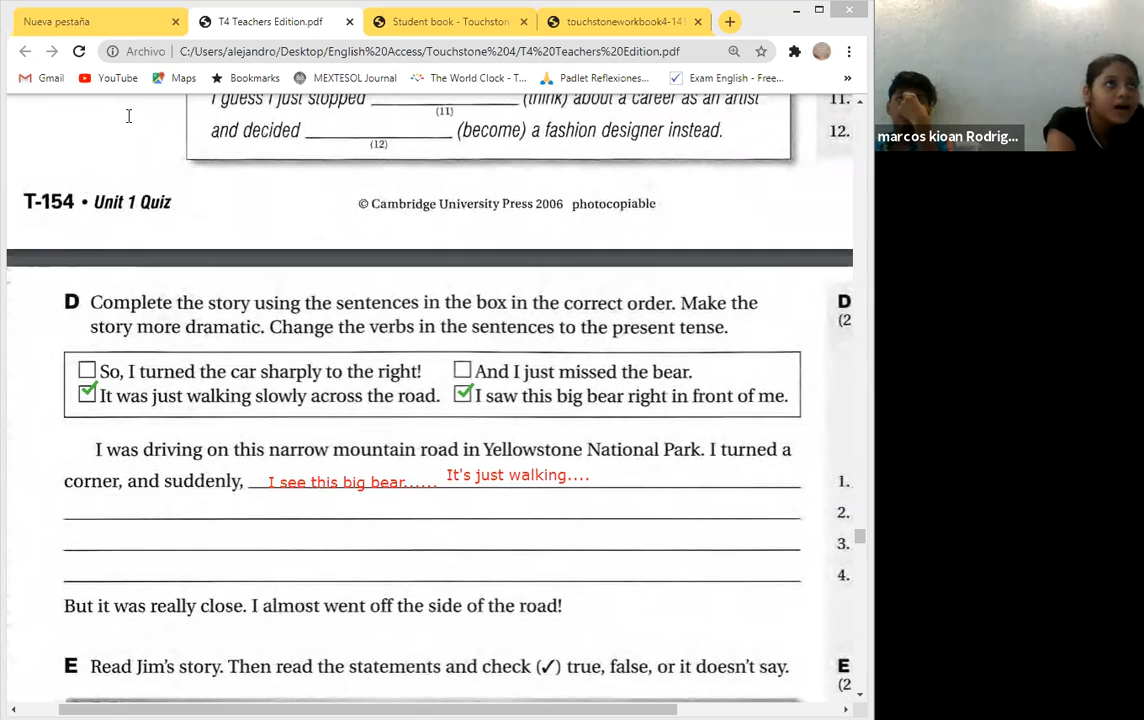 Nueva pestaña
T4 Teachers Edition.pdf
Student book - Touchston
touchstoneworkbook4-141
Archivo
C:/Users/alejandro/Desktop/English%20Access/Touchstone%204/T4%20Teachers%20Edition.pdf
Gmail YouTube Maps Bookmarks MEXTESOL Journal The World Clock - T... Padlet Reflexiones... Exam English - Free... »
I guess I just stopped ____________ (think) about a career as an artist 11.
(11)
and decided ____________ (become) a fashion designer instead. 12.
(12)
marcos kioan Rodrig...
T-154 • Unit 1 Quiz © Cambridge University Press 2006 photocopiable
D Complete the story using the sentences in the box in the correct order. Make the D
story more dramatic. Change the verbs in the sentences to the present tense. (2
So, I turned the car sharply to the right! And I just missed the bear.
It was just walking slowly across the road. I saw this big bear right in front of me.
I was driving on this narrow mountain road in Yellowstone National Park. I turned a
corner, and suddenly, I see this big bear...... It's just walking.... 1.
2.
3.
4.
But it was really close. I almost went off the side of the road!
E Read Jim's story. Then read the statements and check (✓) true, false, or it doesn't say. E
(2